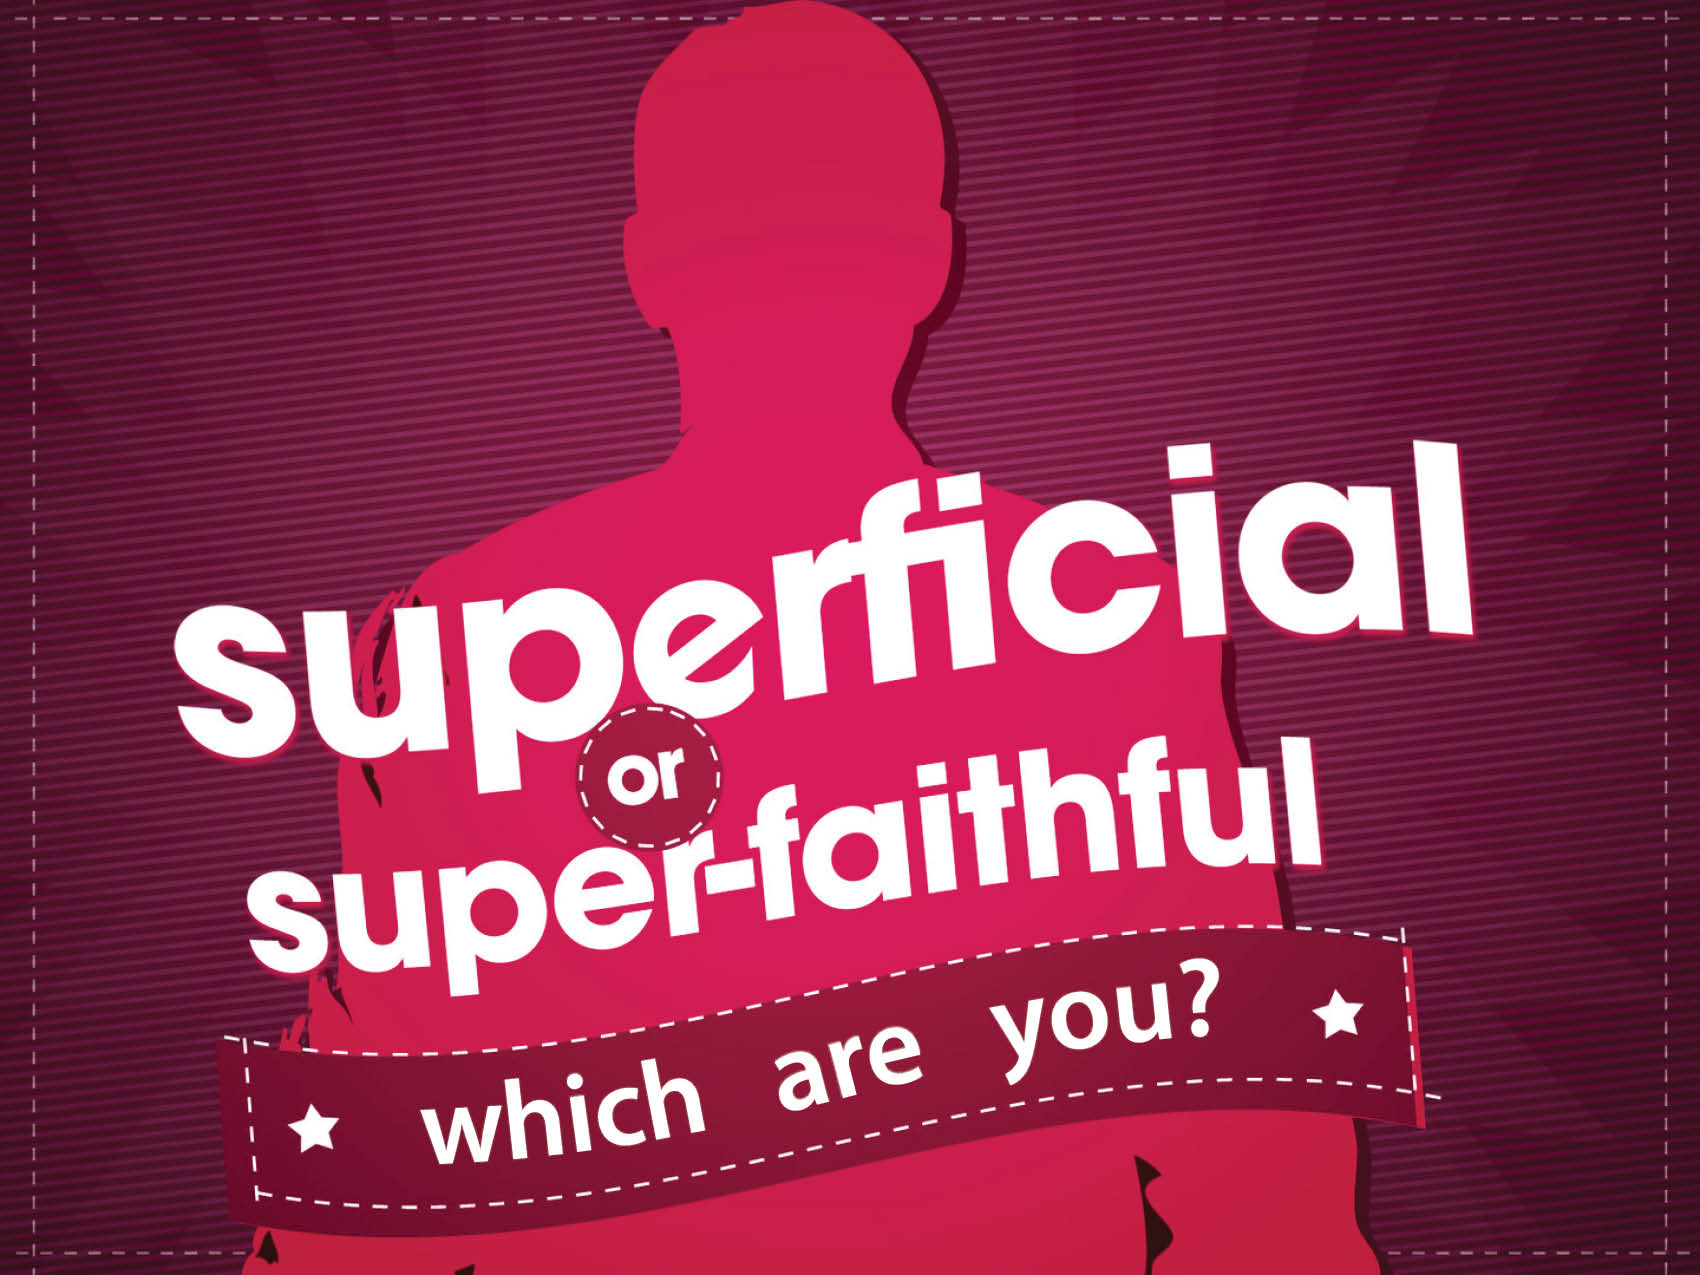 superficial
or
super-faithful
which are you?